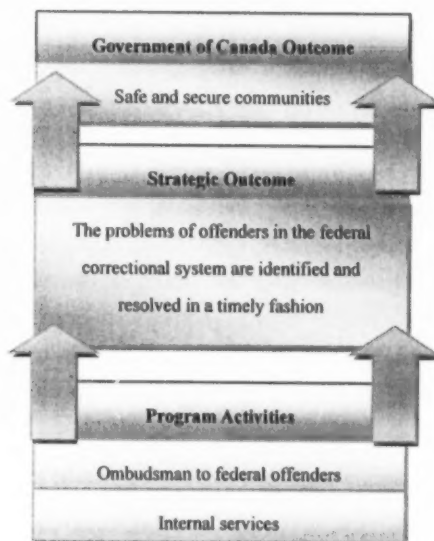 Government of Canada Outcome
Safe and secure communities
Strategic Outcome
The problems of offenders in the federal
correctional system are identified and
resolved in a timely fashion
Program Activities
Ombudsman to federal offenders
Internal services